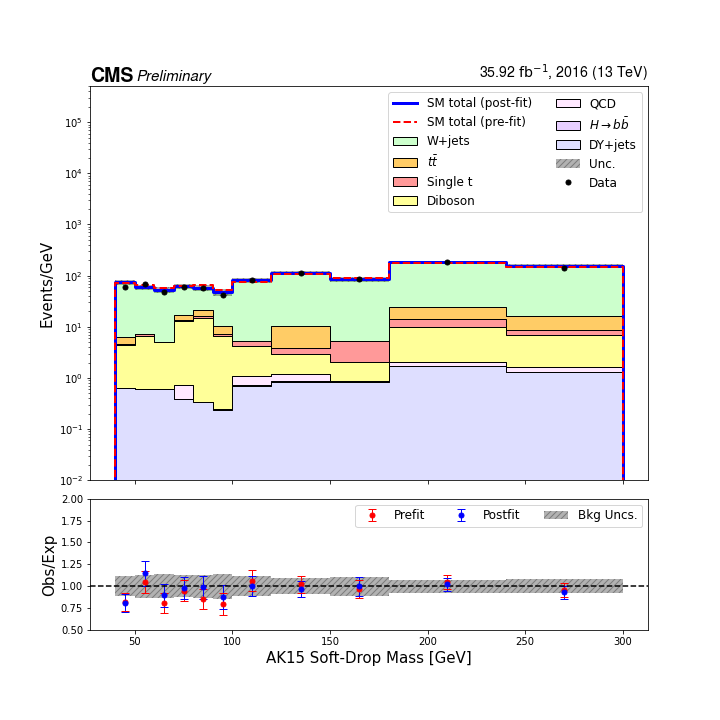 CMS Preliminary
35.92 fb⁻¹, 2016 (13 TeV)
SM total (post-fit)
SM total (pre-fit)
W+jets
tt̄
Single t
Diboson
QCD
H→bb̄
DY+jets
Unc.
Data
Events/GeV
10⁵
10⁴
10³
10²
10¹
10⁰
10⁻¹
10⁻²
Prefit
Postfit
Bkg Uncs.
Obs/Exp
2.00
1.75
1.50
1.25
1.00
0.75
0.50
50 100 150 200 250 300
AK15 Soft-Drop Mass [GeV]